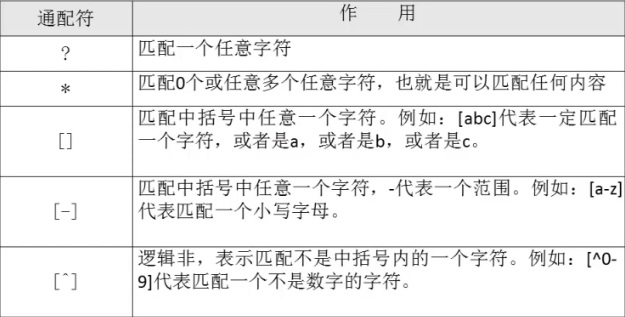 通配符 作 用
? 匹配一个任意字符
* 匹配0个或任意多个任意字符，也就是可以匹配任何内容
匹配中括号中任意一个字符。例如：[abc]代表一定匹配
[] 一个字符，或者是a，或者是b，或者是c。
匹配中括号中任意一个字符，-代表一个范围。例如：[a-z]
[-] 代表匹配一个小写字母。
逻辑非，表示匹配不是中括号内的一个字符。例如：[^0-
[^] 9]代表匹配一个不是数字的字符。